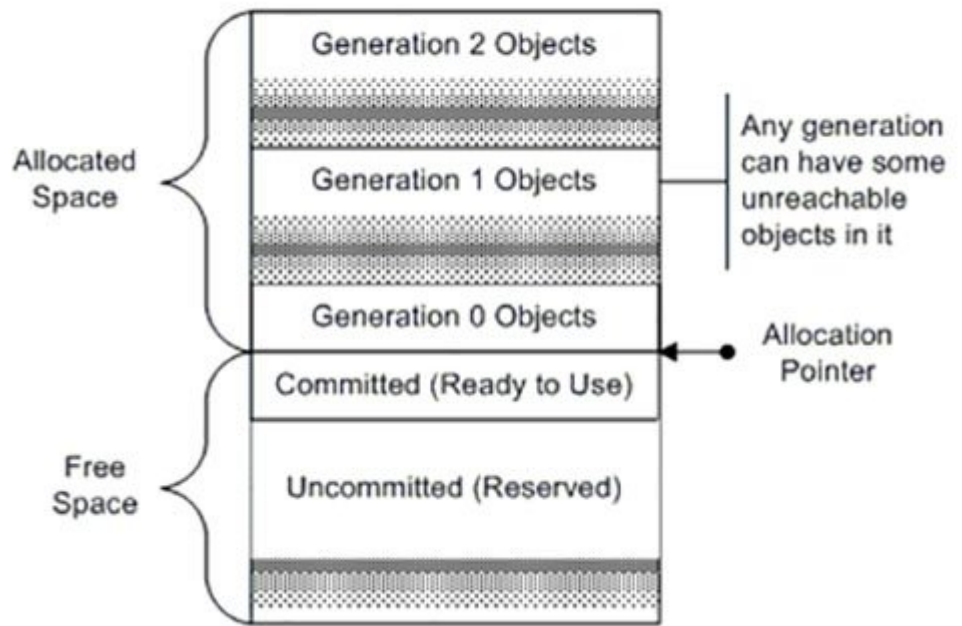 Generation 2 Objects
Allocated
Space
Generation 1 Objects
Any generation
can have some
unreachable
objects in it
Generation 0 Objects
Allocation
Pointer
Committed (Ready to Use)
Free
Space
Uncommitted (Reserved)